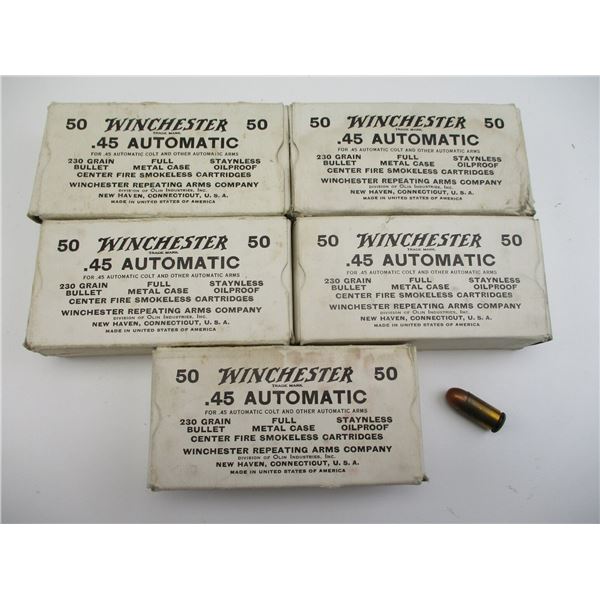 50 WINCHESTER 50
TRADE MARK
.45 AUTOMATIC
FOR .45 AUTOMATIC COLT AND OTHER AUTOMATIC ARMS
230 GRAIN FULL STAYNLESS
BULLET METAL CASE OILPROOF
CENTER FIRE SMOKELESS CARTRIDGES
WINCHESTER REPEATING ARMS COMPANY
DIVISION OF OLIN INDUSTRIES, INC.
NEW HAVEN, CONNECTICUT, U. S. A.
MADE IN UNITED STATES OF AMERICA
50 WINCHESTER 50
TRADE MARK
.45 AUTOMATIC
FOR .45 AUTOMATIC COLT AND OTHER AUTOMATIC ARMS
230 GRAIN FULL STAYNLESS
BULLET METAL CASE OILPROOF
CENTER FIRE SMOKELESS CARTRIDGES
WINCHESTER REPEATING ARMS COMPANY
DIVISION OF OLIN INDUSTRIES, INC.
NEW HAVEN, CONNECTICUT, U. S. A.
MADE IN UNITED STATES OF AMERICA
50 WINCHESTER 50
TRADE MARK
.45 AUTOMATIC
FOR .45 AUTOMATIC COLT AND OTHER AUTOMATIC ARMS
230 GRAIN FULL STAYNLESS
BULLET METAL CASE OILPROOF
CENTER FIRE SMOKELESS CARTRIDGES
WINCHESTER REPEATING ARMS COMPANY
DIVISION OF OLIN INDUSTRIES, INC.
NEW HAVEN, CONNECTICUT, U. S. A.
MADE IN UNITED STATES OF AMERICA
50 WINCHESTER 50
TRADE MARK
.45 AUTOMATIC
FOR .45 AUTOMATIC COLT AND OTHER AUTOMATIC ARMS
230 GRAIN FULL STAYNLESS
BULLET METAL CASE OILPROOF
CENTER FIRE SMOKELESS CARTRIDGES
WINCHESTER REPEATING ARMS COMPANY
DIVISION OF OLIN INDUSTRIES, INC.
NEW HAVEN, CONNECTICUT, U. S. A.
MADE IN UNITED STATES OF AMERICA
50 WINCHESTER 50
TRADE MARK
.45 AUTOMATIC
FOR .45 AUTOMATIC COLT AND OTHER AUTOMATIC ARMS
230 GRAIN FULL STAYNLESS
BULLET METAL CASE OILPROOF
CENTER FIRE SMOKELESS CARTRIDGES
WINCHESTER REPEATING ARMS COMPANY
DIVISION OF OLIN INDUSTRIES, INC.
NEW HAVEN, CONNECTICUT, U. S. A.
MADE IN UNITED STATES OF AMERICA